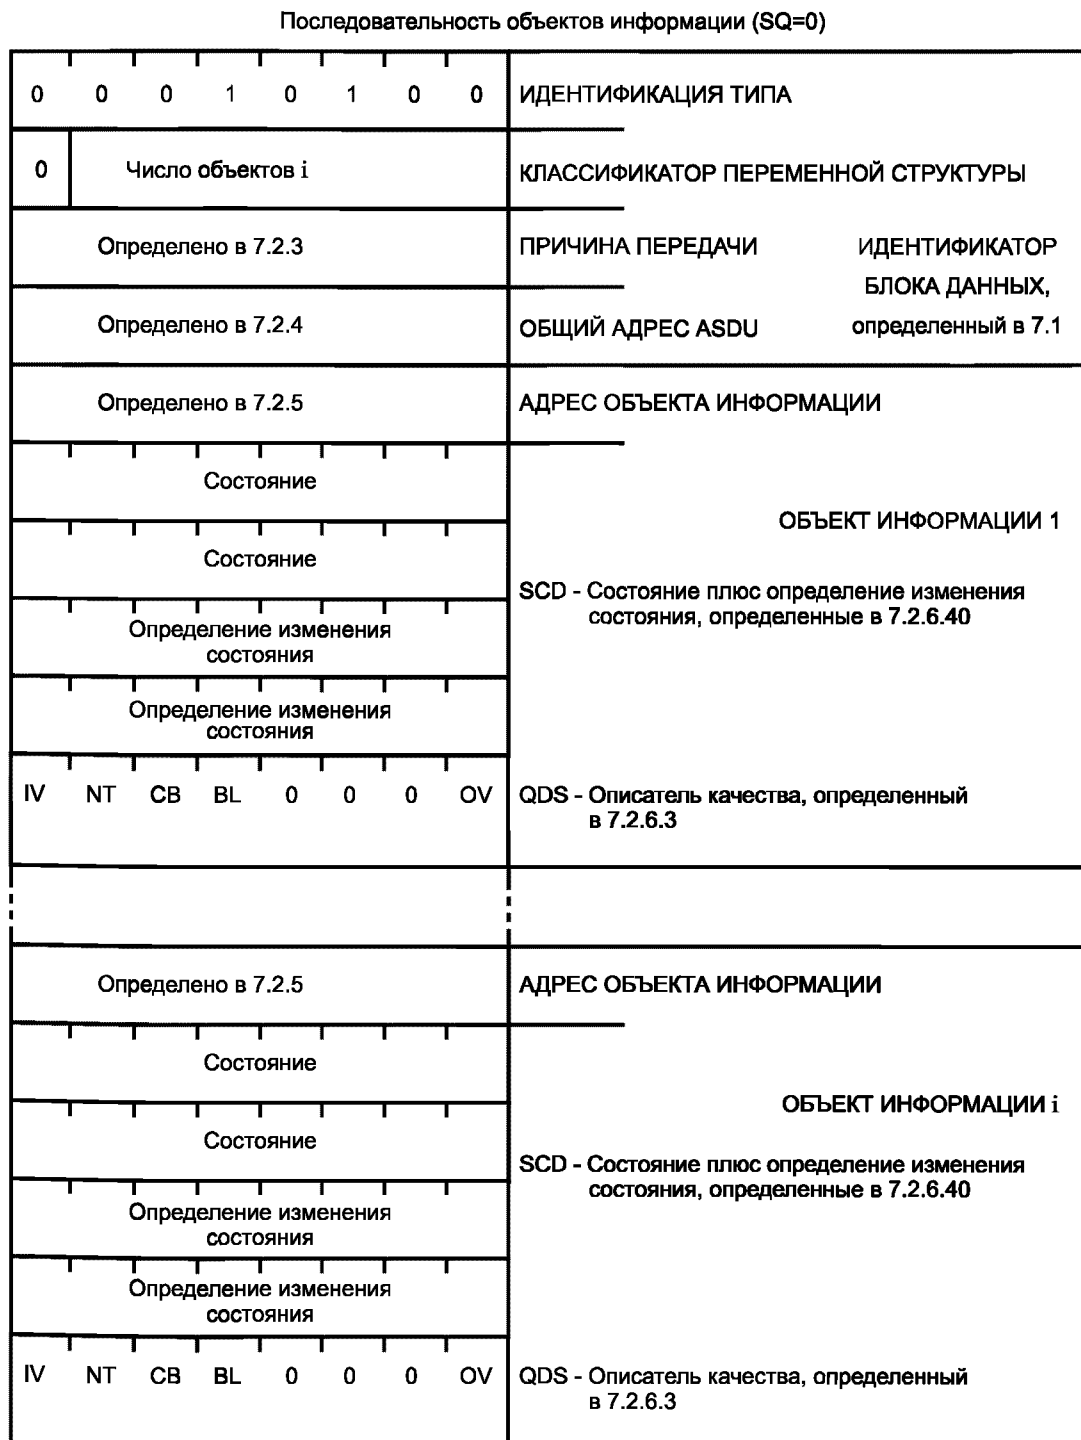 Последовательность объектов информации (SQ=0)
0 0 0 1 0 1 0 0 ИДЕНТИФИКАЦИЯ ТИПА
0 Число объектов i КЛАССИФИКАТОР ПЕРЕМЕННОЙ СТРУКТУРЫ
Определено в 7.2.3 ПРИЧИНА ПЕРЕДАЧИ ИДЕНТИФИКАТОР
БЛОКА ДАННЫХ,
Определено в 7.2.4 ОБЩИЙ АДРЕС ASDU определенный в 7.1
Определено в 7.2.5 АДРЕС ОБЪЕКТА ИНФОРМАЦИИ
Состояние
ОБЪЕКТ ИНФОРМАЦИИ 1
Состояние
SCD - Состояние плюс определение изменения
состояния, определенные в 7.2.6.40
Определение изменения
состояния
Определение изменения
состояния
IV NT CB BL 0 0 0 OV QDS - Описатель качества, определенный
в 7.2.6.3
Определено в 7.2.5 АДРЕС ОБЪЕКТА ИНФОРМАЦИИ
Состояние
ОБЪЕКТ ИНФОРМАЦИИ i
Состояние
SCD - Состояние плюс определение изменения
состояния, определенные в 7.2.6.40
Определение изменения
состояния
Определение изменения
состояния
IV NT CB BL 0 0 0 OV QDS - Описатель качества, определенный
в 7.2.6.3